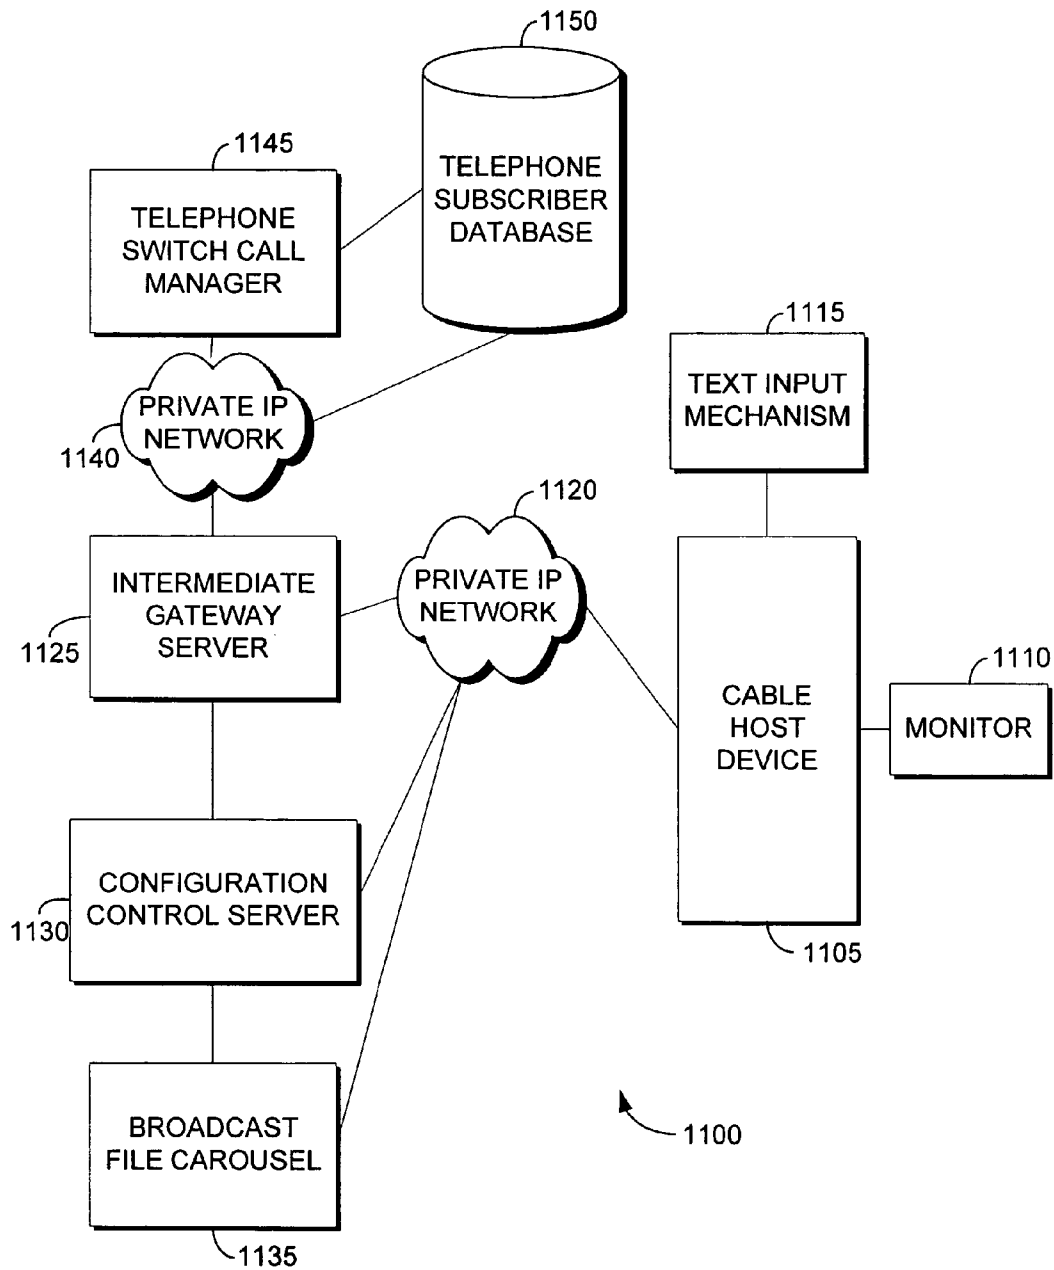 1150
TELEPHONE
SUBSCRIBER
DATABASE
1145
TELEPHONE
SWITCH CALL
MANAGER
1115
TEXT INPUT
MECHANISM
PRIVATE IP
NETWORK
1140
1120
PRIVATE IP
NETWORK
INTERMEDIATE
GATEWAY
SERVER
1125
1110
MONITOR
CABLE
HOST
DEVICE
1105
CONFIGURATION
CONTROL SERVER
1130
BROADCAST
FILE CAROUSEL
1135
1100